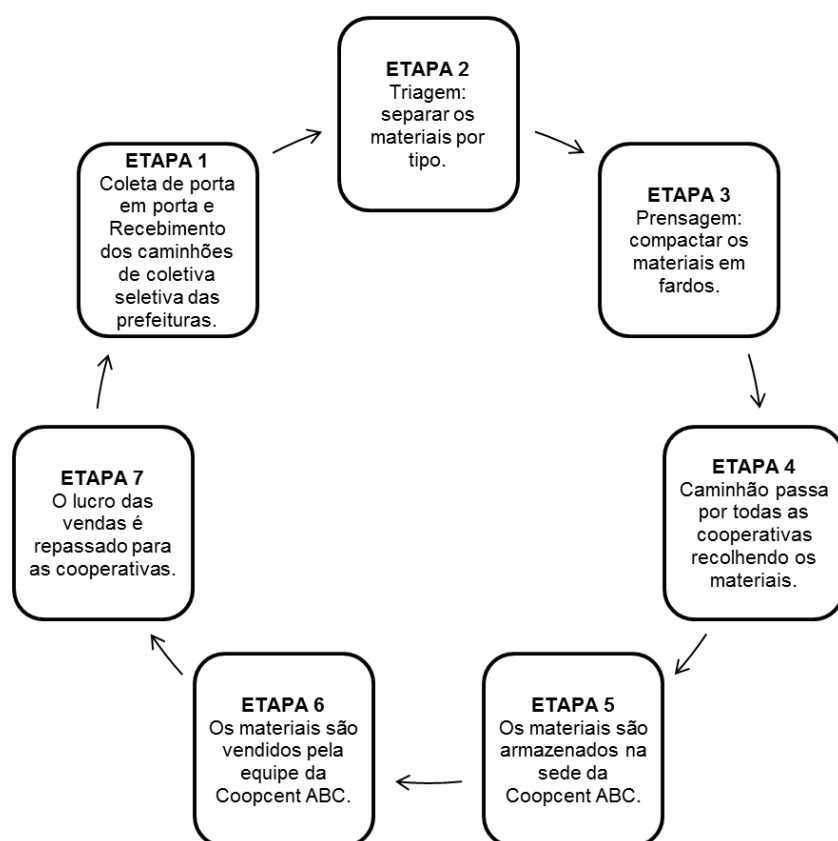 ETAPA 1
Coleta de porta
em porta e
Recebimento
dos caminhões
de coletiva
seletiva das
prefeituras.
ETAPA 2
Triagem:
separar os
materiais por
tipo.
ETAPA 3
Prensagem:
compactar os
materiais em
fardos.
ETAPA 4
Caminhão passa
por todas as
cooperativas
recolhendo os
materiais.
ETAPA 5
Os materiais são
armazenados na
sede da
Coopcent ABC.
ETAPA 6
Os materiais são
vendidos pela
equipe da
Coopcent ABC.
ETAPA 7
O lucro das
vendas é
repassado para
as cooperativas.